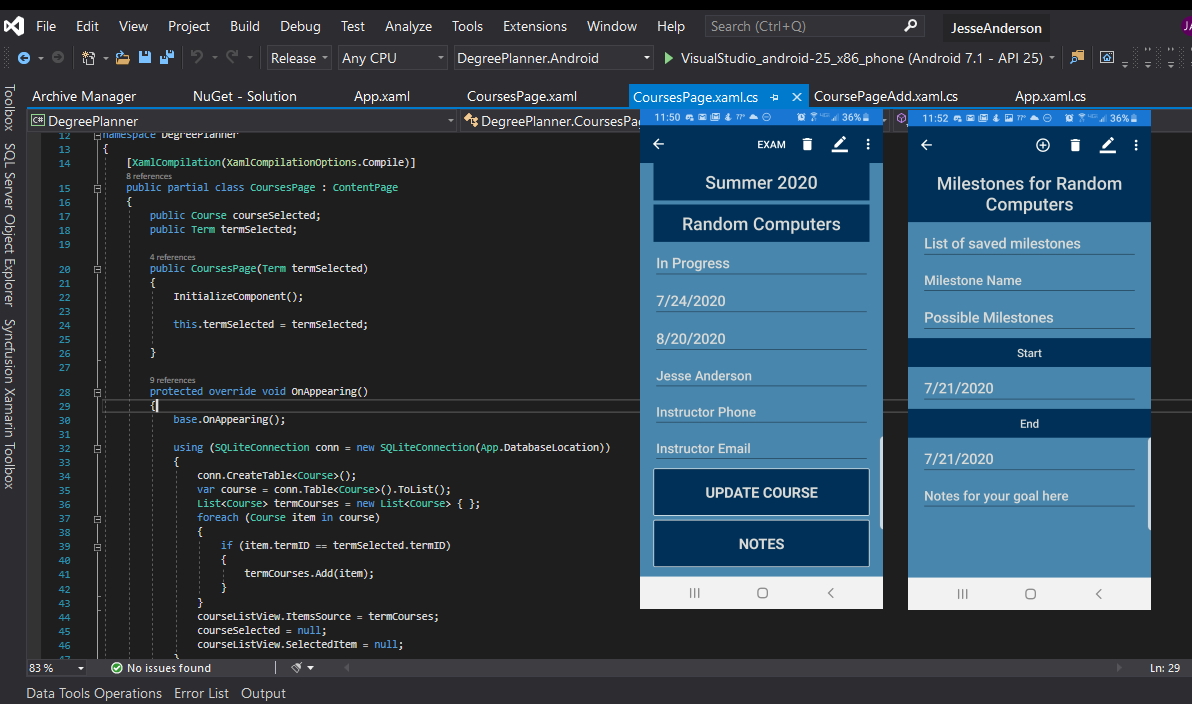 File Edit View Project Build Debug Test Analyze Tools Extensions Window Help Search (Ctrl+Q) JesseAnderson JA
Release Any CPU DegreePlanner.Android VisualStudio_android-25_x86_phone (Android 7.1 - API 25)
Archive Manager NuGet - Solution App.xaml CoursesPage.xaml CoursesPage.xaml.cs CoursePageAdd.xaml.cs App.xaml.cs
C# DegreePlanner DegreePlanner.CoursesPag
Toolbox
SQL Server Object Explorer
Syncfusion Xamarin Toolbox
12 namespace DegreePlanner
13 {
14 [XamlCompilation(XamlCompilationOptions.Compile)]
8 references
15 public partial class CoursesPage : ContentPage
16 {
17 public Course courseSelected;
18 public Term termSelected;
19
4 references
20 public CoursesPage(Term termSelected)
21 {
22 InitializeComponent();
23
24 this.termSelected = termSelected;
25
26 }
27
9 references
28 protected override void OnAppearing()
29 {
30 base.OnAppearing();
31
32 using (SQLiteConnection conn = new SQLiteConnection(App.DatabaseLocation))
33 {
34 conn.CreateTable<Course>();
35 var course = conn.Table<Course>().ToList();
36 List<Course> termCourses = new List<Course> { };
37 foreach (Course item in course)
38 {
39 if (item.termID == termSelected.termID)
40 {
41 termCourses.Add(item);
42 }
43 }
44 courseListView.ItemsSource = termCourses;
45 courseSelected = null;
46 courseListView.SelectedItem = null;
47 }
11:50 77° 36%
EXAM
Summer 2020
Random Computers
In Progress
7/24/2020
8/20/2020
Jesse Anderson
Instructor Phone
Instructor Email
UPDATE COURSE
NOTES
11:52 77° 36%
Milestones for Random
Computers
List of saved milestones
Milestone Name
Possible Milestones
Start
7/21/2020
End
7/21/2020
Notes for your goal here
83 % No issues found Ln: 29
Data Tools Operations Error List Output